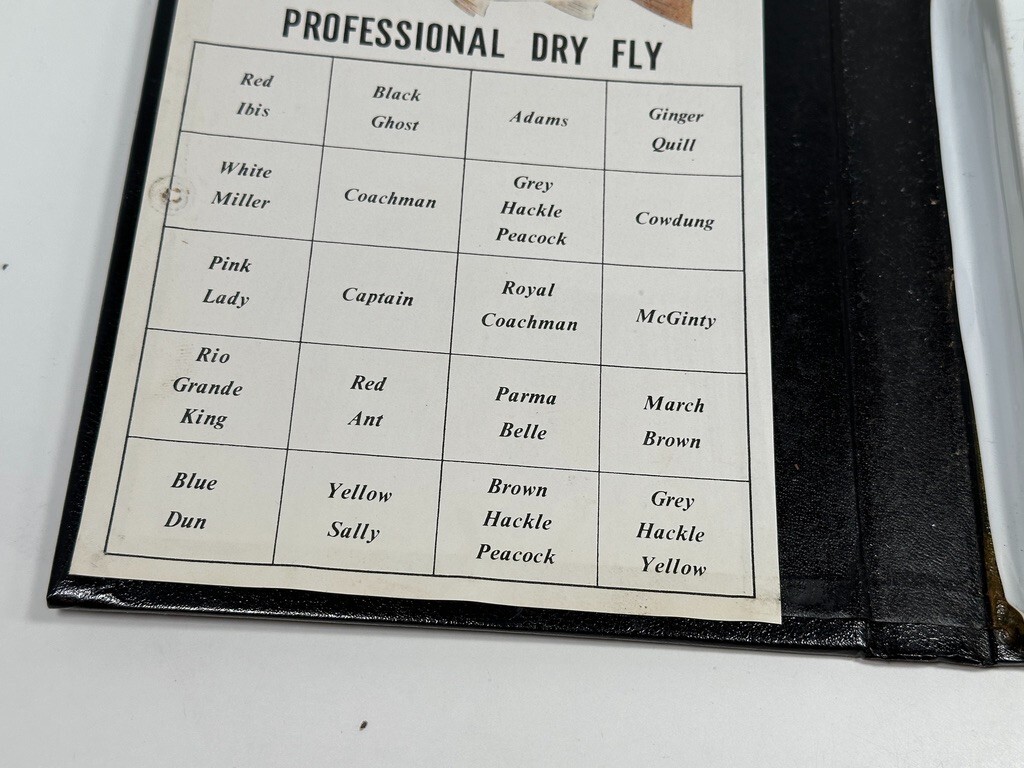 PROFESSIONAL DRY FLY
Red
Ibis
Black
Ghost
Adams
Ginger
Quill
White
Miller
Coachman
Grey
Hackle
Peacock
Cowdung
Pink
Lady
Captain
Royal
Coachman
McGinty
Rio
Grande
King
Red
Ant
Parma
Belle
March
Brown
Blue
Dun
Yellow
Sally
Brown
Hackle
Peacock
Grey
Hackle
Yellow